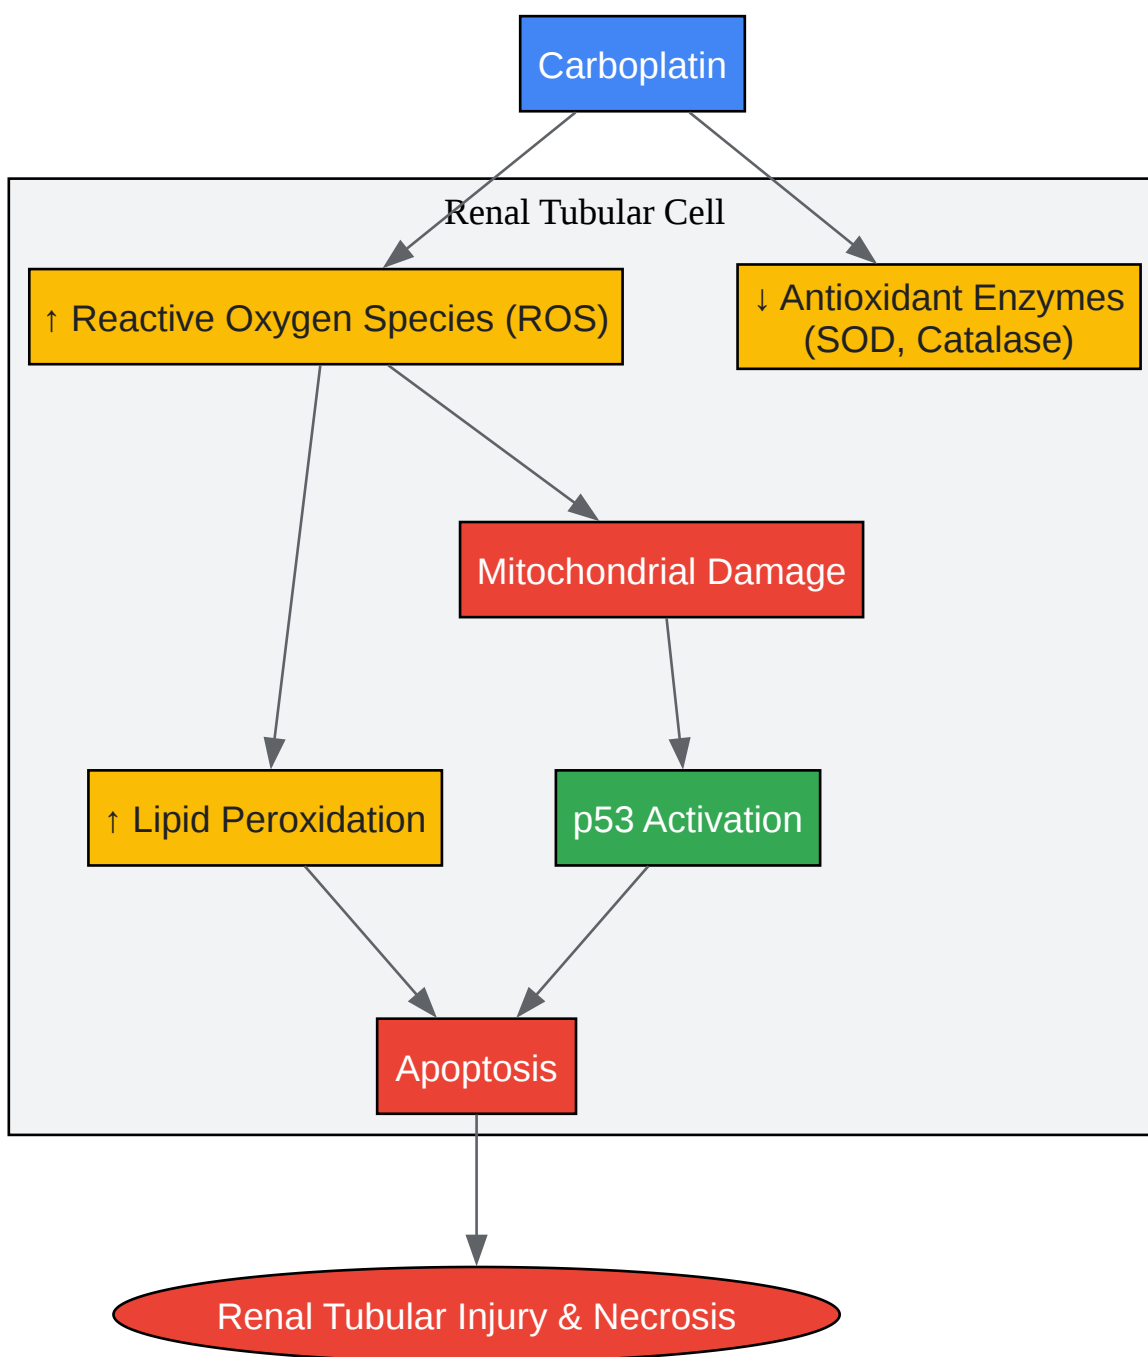 Carboplatin
Renal Tubular Cell
↑ Reactive Oxygen Species (ROS)
↓ Antioxidant Enzymes
(SOD, Catalase)
Mitochondrial Damage
↑ Lipid Peroxidation
p53 Activation
Apoptosis
Renal Tubular Injury & Necrosis